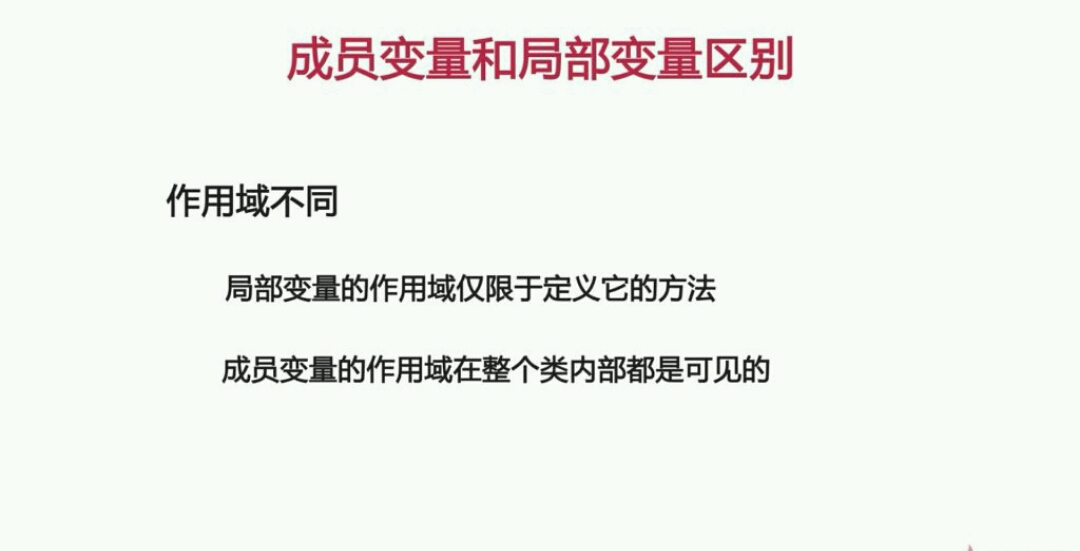 成员变量和局部变量区别
作用域不同
局部变量的作用域仅限于定义它的方法
成员变量的作用域在整个类内部都是可见的